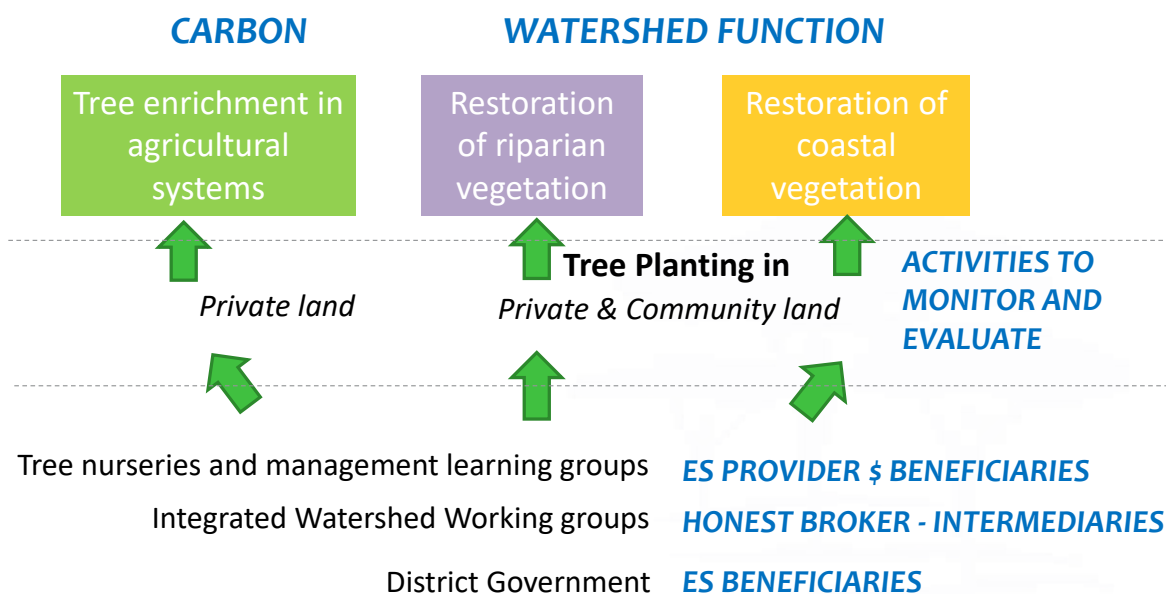 CARBON
WATERSHED FUNCTION
Tree enrichment in
agricultural
systems
Restoration
of riparian
vegetation
Restoration of
coastal
vegetation
Tree Planting in
Private land
Private & Community land
ACTIVITIES TO
MONITOR AND
EVALUATE
Tree nurseries and management learning groups
ES PROVIDER $ BENEFICIARIES
Integrated Watershed Working groups
HONEST BROKER - INTERMEDIARIES
District Government
ES BENEFICIARIES